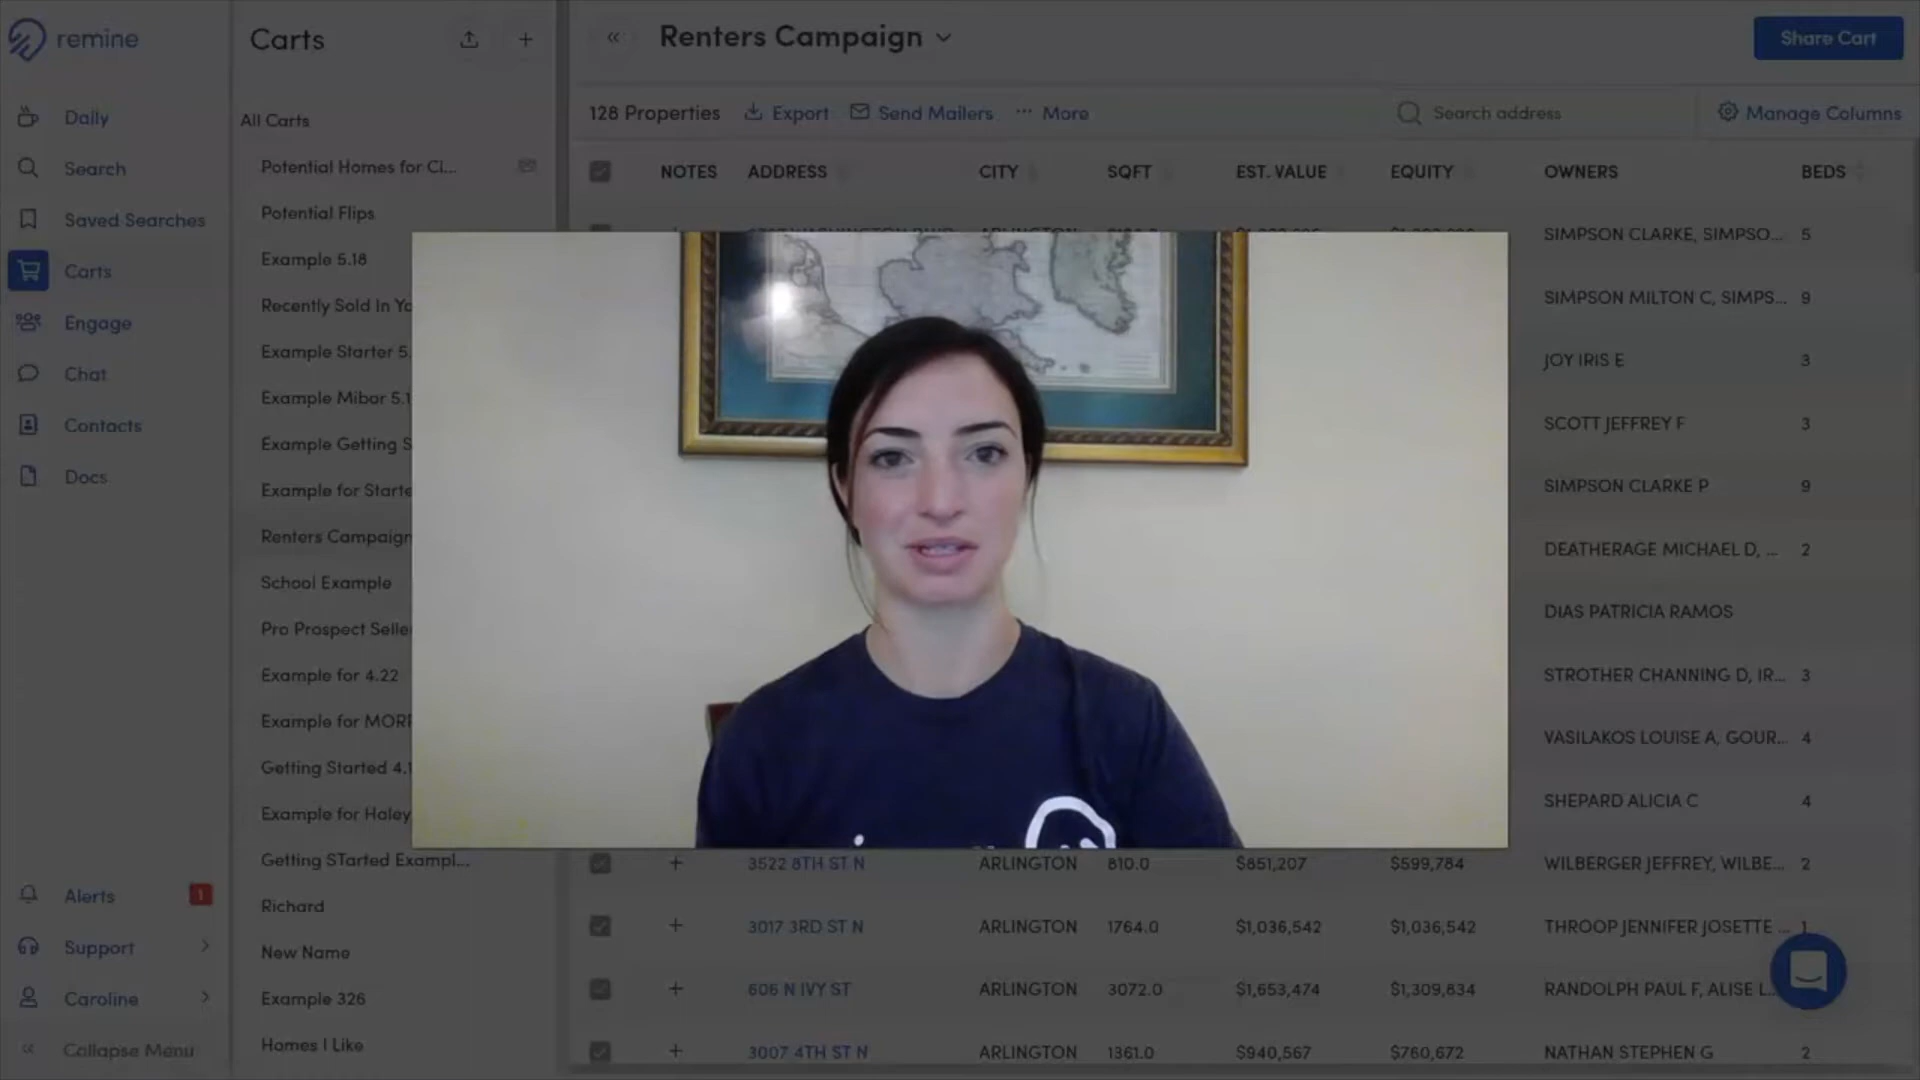 remine
Daily
Search
Saved Searches
Carts
Engage
Chat
Contacts
Docs
Alerts 1
Support
Caroline
Collapse Menu
Carts
All Carts
Potential Homes for Cl...
Potential Flips
Example 5.18
Recently Sold In Yo
Example Starter 5.
Example Mibor 5.1
Example Getting S
Example for Starte
Renters Campaign
School Example
Pro Prospect Selle
Example for 4.22
Example for MORR
Getting Started 4.1
Example for Haley
Getting STarted Exampl...
Richard
New Name
Example 326
Homes I Like
Renters Campaign
Share Cart
128 Properties Export Send Mailers ... More Search address Manage Columns
NOTES ADDRESS CITY SQFT EST. VALUE EQUITY OWNERS BEDS
SIMPSON CLARKE, SIMPSO... 5
SIMPSON MILTON C, SIMPS... 9
JOY IRIS E 3
SCOTT JEFFREY F 3
SIMPSON CLARKE P 9
DEATHERAGE MICHAEL D, ... 2
DIAS PATRICIA RAMOS
STROTHER CHANNING D, IR... 3
VASILAKOS LOUISE A, GOUR... 4
SHEPARD ALICIA C 4
+ 3522 8TH ST N ARLINGTON 810.0 $851,207 $599,784 WILBERGER JEFFREY, WILBE... 2
+ 3017 3RD ST N ARLINGTON 1764.0 $1,036,542 $1,036,542 THROOP JENNIFER JOSETTE ... 1
+ 606 N IVY ST ARLINGTON 3072.0 $1,653,474 $1,309,834 RANDOLPH PAUL F, ALISE L...
+ 3007 4TH ST N ARLINGTON 1361.0 $940,567 $760,672 NATHAN STEPHEN G 2